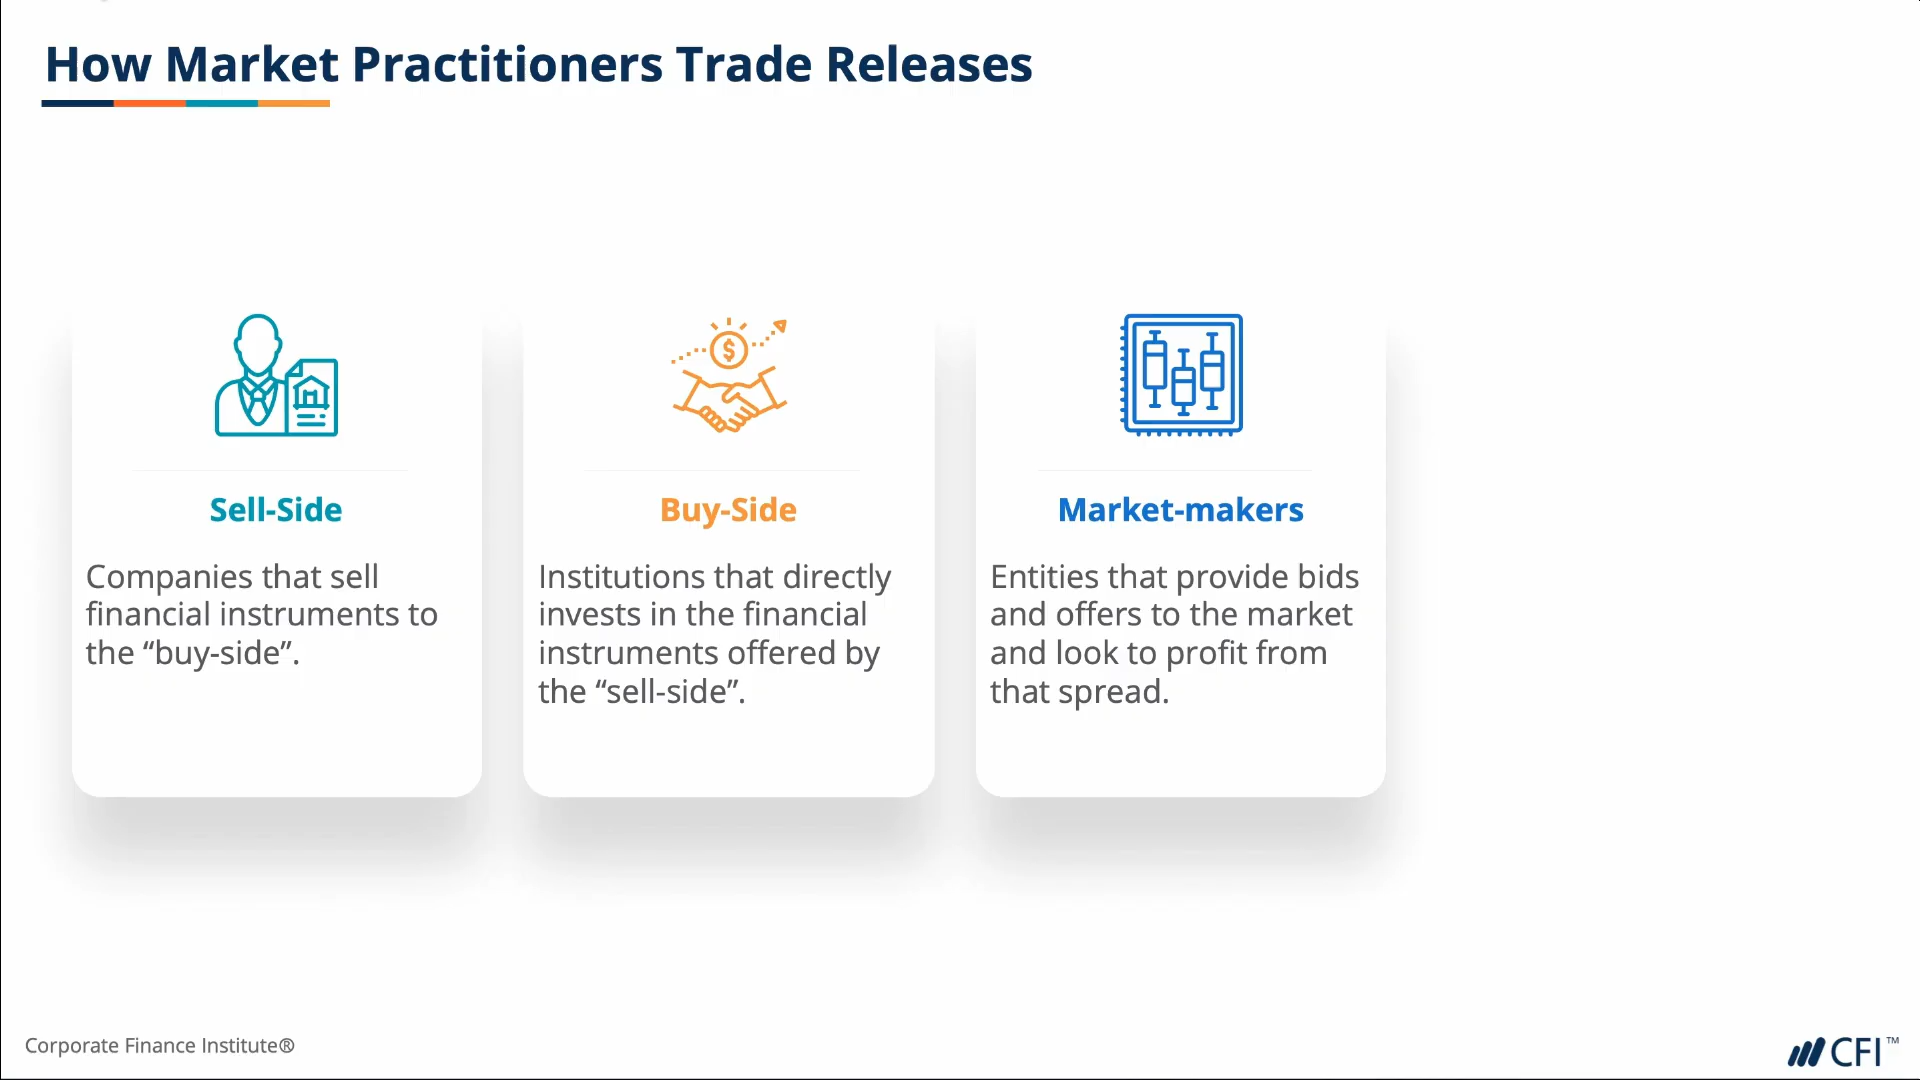 How Market Practitioners Trade Releases
$
Sell-Side
Companies that sell
financial instruments to
the “buy-side”.
Buy-Side
Institutions that directly
invests in the financial
instruments offered by
the “sell-side”.
Market-makers
Entities that provide bids
and offers to the market
and look to profit from
that spread.
Corporate Finance Institute®
CFI™